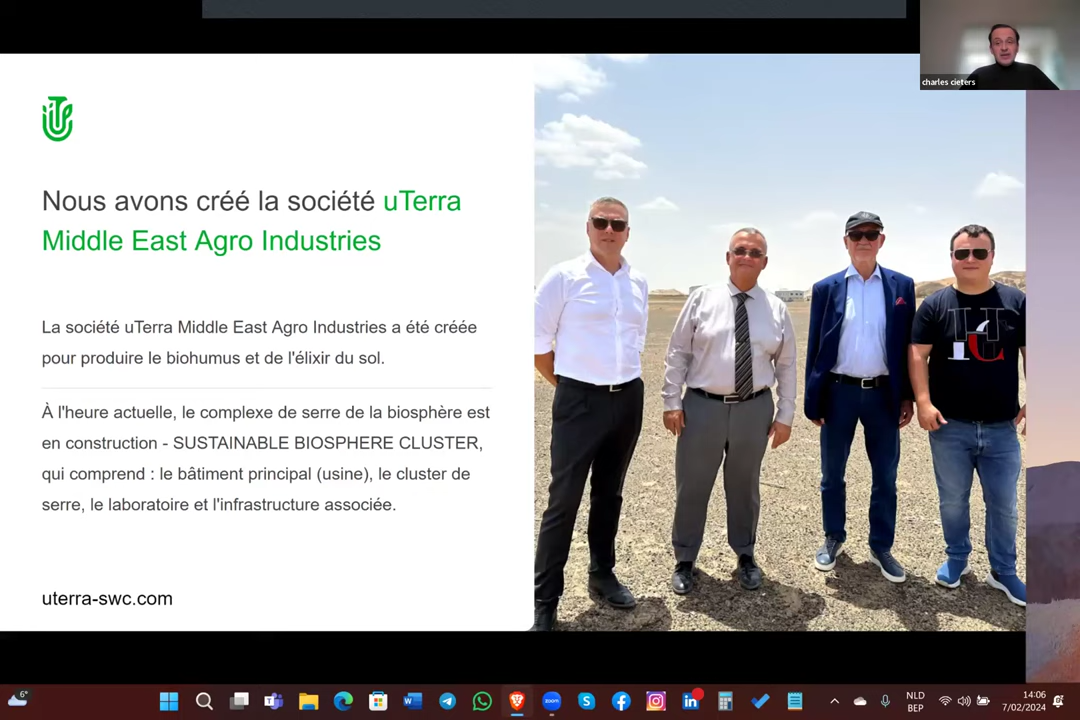 charles cieters
Nous avons créé la société uTerra
Middle East Agro Industries
La société uTerra Middle East Agro Industries a été créée
pour produire le biohumus et de l'élixir du sol.
À l'heure actuelle, le complexe de serre de la biosphère est
en construction - SUSTAINABLE BIOSPHERE CLUSTER,
qui comprend : le bâtiment principal (usine), le cluster de
serre, le laboratoire et l'infrastructure associée.
uterra-swc.com
6°
NLD
BEP
14:06
7/02/2024